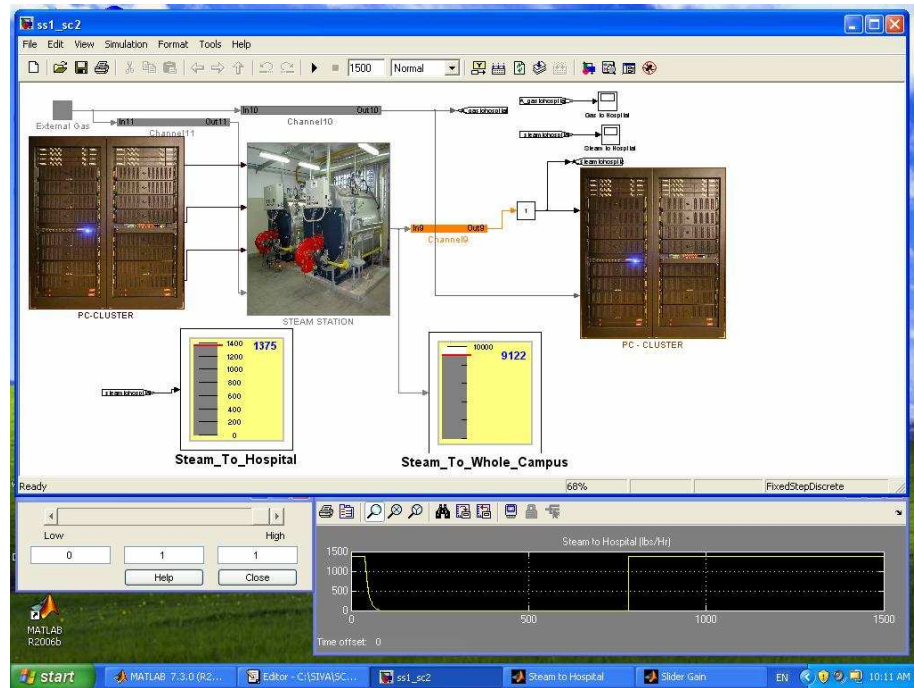 ss1_sc2
File Edit View Simulation Format Tools Help
1500 Normal
External Gas
In11 Out11
Channel11
In10 Out10
Channel10
Gas to Hospital
Steam to Hospital
In9 Out9
Channel9
1
PC-CLUSTER
STEAM STATION
PC - CLUSTER
1400
1200
1000
800
600
400
200
0
1375
Steam_To_Hospital
10000
9122
Steam_To_Whole_Campus
Ready 68% FixedStepDiscrete
Low High
0 1 1
Help Close
Steam to Hospital (lbs/Hr)
1500
1000
500
0
0 500 1000 1500
Time offset: 0
MATLAB
R2006b
start MATLAB 7.3.0 (R2... Editor - C:\SIVA\SC... ss1_sc2 Steam to Hospital Slider Gain EN 10:11 AM